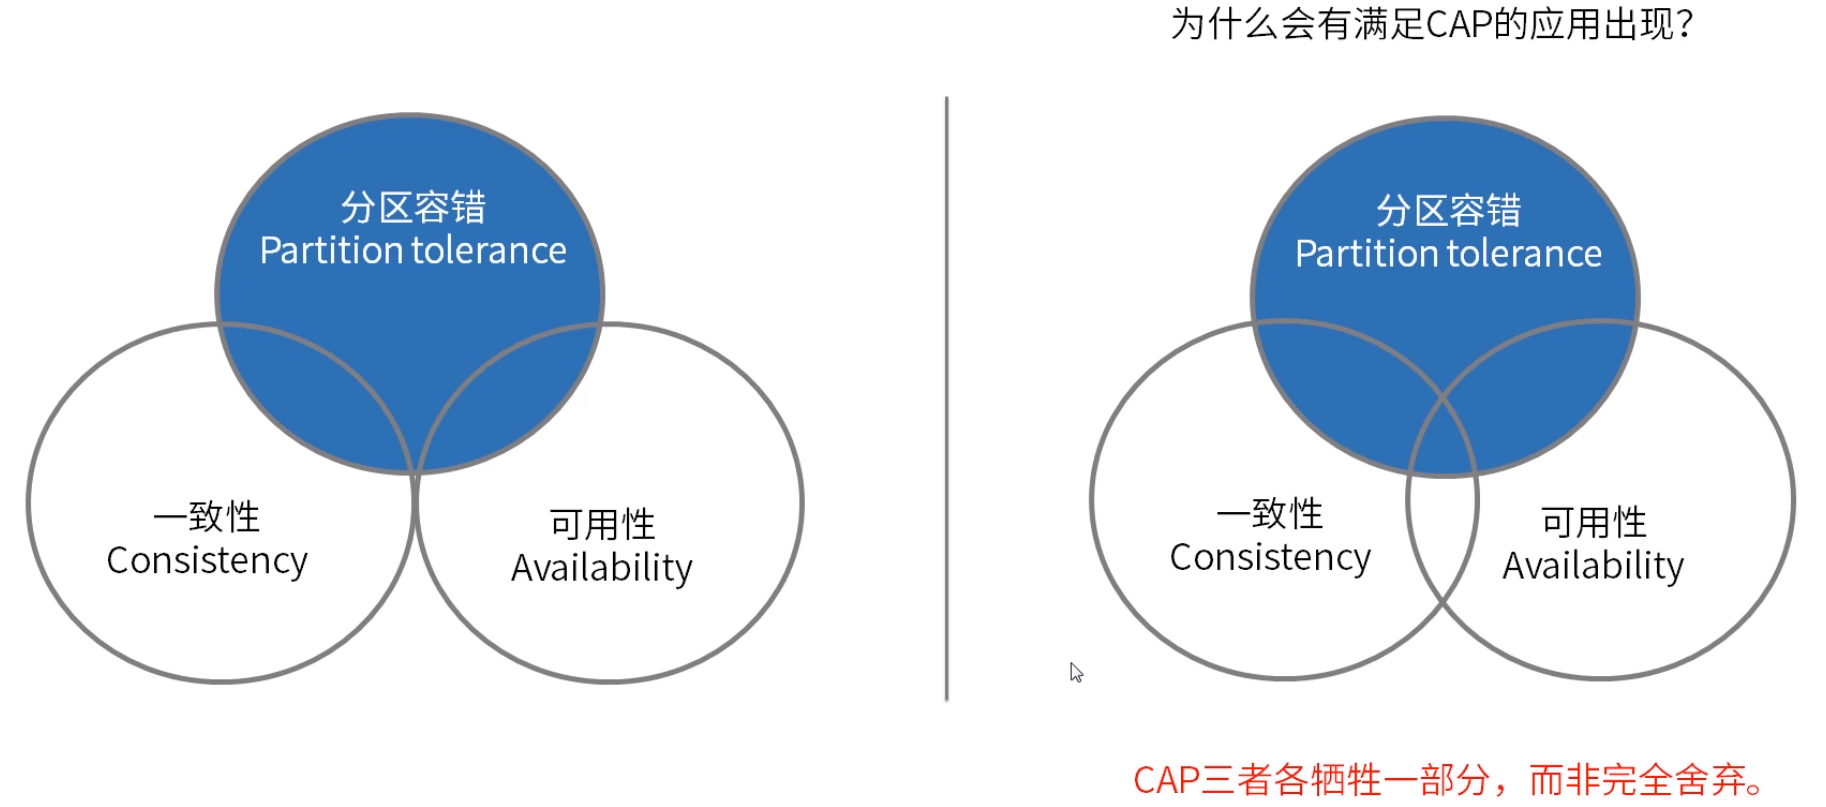 为什么会有满足CAP的应用出现？
分区容错
Partition tolerance
一致性
Consistency
可用性
Availability
分区容错
Partition tolerance
一致性
Consistency
可用性
Availability
CAP三者各牺牲一部分，而非完全舍弃。